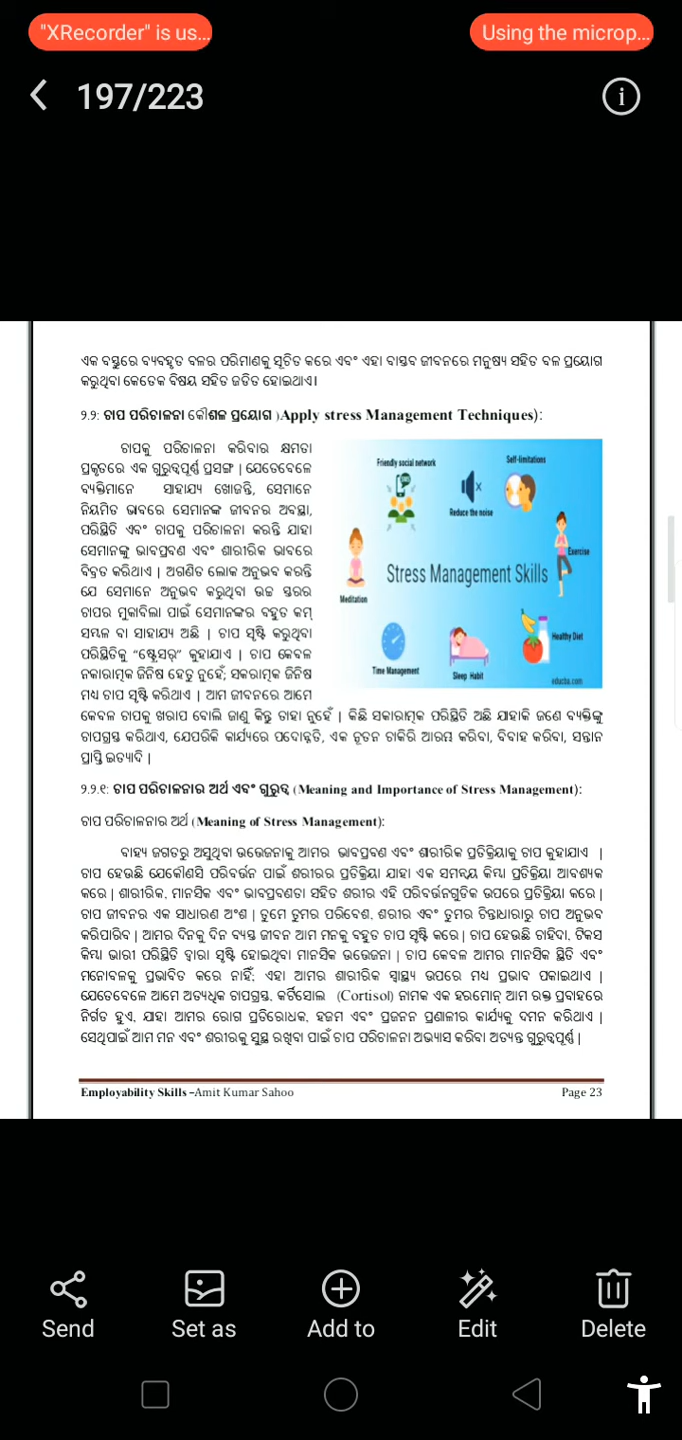 "XRecorder" is us...
Using the microp...
197/223
ଏକ ବସ୍ତୁରେ ବ୍ୟବହୃତ ବଳର ପରିମାଣକୁ ସୂଚିତ କରେ ଏବଂ ଏହା ବାସ୍ତବ ଜୀବନରେ ମନୁଷ୍ୟ ସହିତ ବଳ ପ୍ରୟୋଗ
କରୁଥିବା କେତେକ ବିଷୟ ସହିତ ଜଡିତ ହୋଇଥାଏ।
୨.୨: ଚାପ ପରିଚାଳନା କୌଶଳ ପ୍ରୟୋଗ )Apply stress Management Techniques):
ଚାପକୁ ପରିଚାଳନା କରିବାର କ୍ଷମତା
ପ୍ରକୃତରେ ଏକ ଗୁରୁତ୍ୱପୂର୍ଣ୍ଣ ପ୍ରସଙ୍ଗ | ଯେତେବେଳେ
ବ୍ୟକ୍ତିମାନେ ସାହାଯ୍ୟ ଖୋଜନ୍ତି, ସେମାନେ
ନିୟମିତ ଭାବରେ ସେମାନଙ୍କ ଜୀବନର ଅବସ୍ଥା,
ପରିସ୍ଥିତି ଏବଂ ଚାପକୁ ପରିଚାଳନା କରନ୍ତି ଯାହା
ସେମାନଙ୍କୁ ଭାବପ୍ରବଣ ଏବଂ ଶାରୀରିକ ଭାବରେ
ବିବ୍ରତ କରିଥାଏ | ଅଗଣିତ ଲୋକ ଅନୁଭବ କରନ୍ତି
ଯେ ସେମାନେ ଅନୁଭବ କରୁଥିବା ଉଚ୍ଚ ସ୍ତରର
ଚାପର ମୁକାବିଲା ପାଇଁ ସେମାନଙ୍କର ବହୁତ କମ୍
ସମ୍ବଳ ବା ସାହାଯ୍ୟ ଅଛି | ଚାପ ସୃଷ୍ଟି କରୁଥିବା
ପରିସ୍ଥିତିକୁ “ଷ୍ଟ୍ରେସର୍” କୁହାଯାଏ | ଚାପ କେବଳ
ନକାରାତ୍ମକ ଜିନିଷ ହେତୁ ନୁହେଁ; ସକରାତ୍ମକ ଜିନିଷ
ମଧ୍ୟ ଚାପ ସୃଷ୍ଟି କରିଥାଏ | ଆମ ଜୀବନରେ ଆମେ
Friendly social network
Self-limitations
Reduce the noise
Exercise
Stress Management Skills
Meditation
Healthy Diet
Time Management
Sleep Habit
educba.com
କେବଳ ଚାପକୁ ଖରାପ ବୋଲି ଜାଣୁ କିନ୍ତୁ ତାହା ନୁହେଁ | କିଛି ସକାରାତ୍ମକ ପରିସ୍ଥିତି ଅଛି ଯାହାକି ଜଣେ ବ୍ୟକ୍ତିଙ୍କୁ
ଚାପଗ୍ରସ୍ତ କରିଥାଏ, ଯେପରିକି କାର୍ଯ୍ୟରେ ପଦୋନ୍ନତି, ଏକ ନୂତନ ଚାକିରି ଆରମ୍ଭ କରିବା, ବିବାହ କରିବା, ସନ୍ତାନ
ପ୍ରାପ୍ତି ଇତ୍ୟାଦି |
୨.୨.୧: ଚାପ ପରିଚାଳନାର ଅର୍ଥ ଏବଂ ଗୁରୁତ୍ୱ (Meaning and Importance of Stress Management):
ଚାପ ପରିଚାଳନାର ଅର୍ଥ (Meaning of Stress Management):
ବାହ୍ୟ ଜଗତରୁ ଅସୁଥିବା ଉତ୍ତେଜନାକୁ ଆମର ଭାବପ୍ରବଣ ଏବଂ ଶାରୀରିକ ପ୍ରତିକ୍ରିୟାକୁ ଚାପ କୁହାଯାଏ |
ଚାପ ହେଉଛି ଯେକୌଣସି ପରିବର୍ତ୍ତନ ପାଇଁ ଶରୀରର ପ୍ରତିକ୍ରିୟା ଯାହା ଏକ ସମନ୍ୱୟ କିମ୍ବା ପ୍ରତିକ୍ରିୟା ଆବଶ୍ୟକ
କରେ | ଶାରୀରିକ, ମାନସିକ ଏବଂ ଭାବପ୍ରବଣତା ସହିତ ଶରୀର ଏହି ପରିବର୍ତ୍ତନଗୁଡିକ ଉପରେ ପ୍ରତିକ୍ରିୟା କରେ |
ଚାପ ଜୀବନର ଏକ ସାଧାରଣ ଅଂଶ | ତୁମେ ତୁମର ପରିବେଶ, ଶରୀର ଏବଂ ତୁମର ଚିନ୍ତାଧାରାରୁ ଚାପ ଅନୁଭବ
କରିପାରିବ | ଆମର ଦିନକୁ ଦିନ ବ୍ୟସ୍ତ ଜୀବନ ଆମ ମନକୁ ବହୁତ ଚାପ ସୃଷ୍ଟି କରେ | ଚାପ ହେଉଛି ଚାହିଦା, ଟିକସ
କିମ୍ବା ଭାରୀ ପରିସ୍ଥିତି ଦ୍ୱାରା ସୃଷ୍ଟି ହୋଇଥିବା ମାନସିକ ଉତ୍ତେଜନା | ଚାପ କେବଳ ଆମର ମାନସିକ ସ୍ଥିତି ଏବଂ
ମନୋବଳକୁ ପ୍ରଭାବିତ କରେ ନାହିଁ; ଏହା ଆମର ଶାରୀରିକ ସ୍ୱାସ୍ଥ୍ୟ ଉପରେ ମଧ୍ୟ ପ୍ରଭାବ ପକାଇଥାଏ |
ଯେତେବେଳେ ଆମେ ଅତ୍ୟଧିକ ଚାପଗ୍ରସ୍ତ, କର୍ଟିସୋଲ (Cortisol) ନାମକ ଏକ ହରମୋନ୍ ଆମ ରକ୍ତ ପ୍ରବାହରେ
ନିର୍ଗତ ହୁଏ, ଯାହା ଆମର ରୋଗ ପ୍ରତିରୋଧକ, ହଜମ ଏବଂ ପ୍ରଜନନ ପ୍ରଣାଳୀର କାର୍ଯ୍ୟକୁ ଦମନ କରିଥାଏ |
ସେଥିପାଇଁ ଆମ ମନ ଏବଂ ଶରୀରକୁ ସୁସ୍ଥ ରଖିବା ପାଇଁ ଚାପ ପରିଚାଳନା ଅଭ୍ୟାସ କରିବା ଅତ୍ୟନ୍ତ ଗୁରୁତ୍ୱପୂର୍ଣ୍ଣ |
Employability Skills –Amit Kumar Sahoo
Page 23
Send
Set as
Add to
Edit
Delete